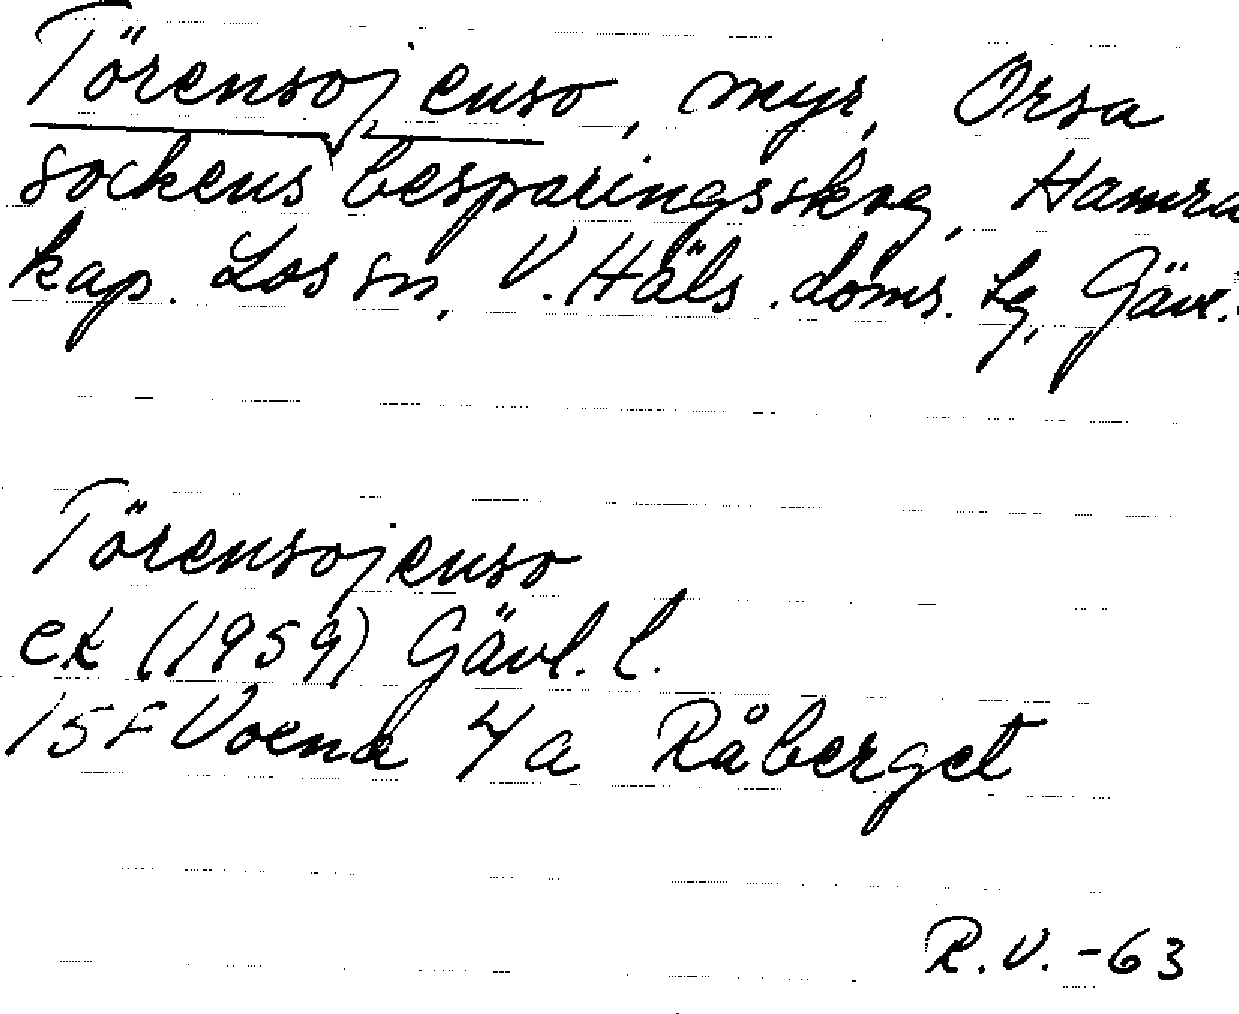 Törensojenso, myr, Orsa
sockens besparingsskog, Hamra
kap. Los sn, V. Häls. doms. tg, Gävl.
Törensojenso
ek (1959) Gävl. l.
15F Voxna 4a Råberget
R.V. -63